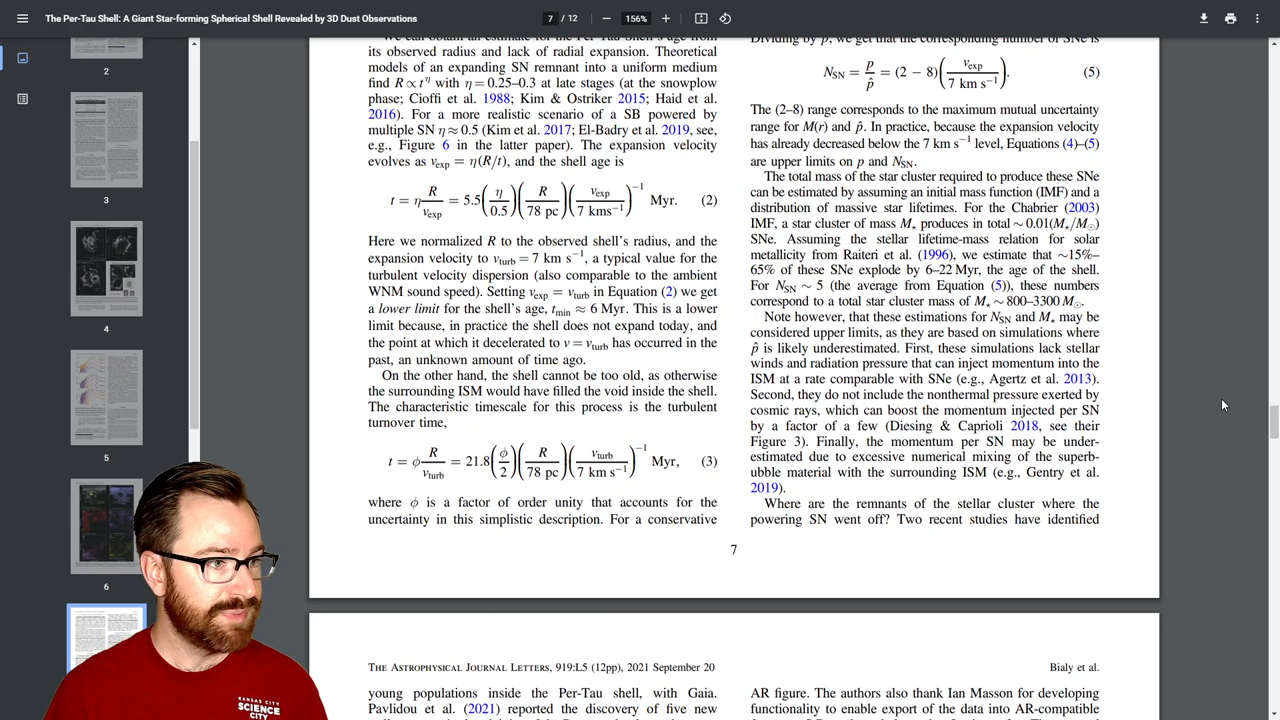 The Per-Tau Shell: A Giant Star-forming Spherical Shell Revealed by 3D Dust Observations
7 / 12
156%
2
3
4
5
6
its observed radius and lack of radial expansion. Theoretical
models of an expanding SN remnant into a uniform medium
find R ∝ t^η with η = 0.25–0.3 at late stages (at the snowplow
phase; Cioffi et al. 1988; Kim & Ostriker 2015; Haid et al.
2016). For a more realistic scenario of a SB powered by
multiple SN η ≈ 0.5 (Kim et al. 2017; El-Badry et al. 2019, see,
e.g., Figure 6 in the latter paper). The expansion velocity
evolves as v_exp = η(R/t), and the shell age is
t = η R/v_exp = 5.5(η/0.5)(R/78 pc)(v_exp/7 kms⁻¹)⁻¹ Myr. (2)
Here we normalized R to the observed shell's radius, and the
expansion velocity to v_turb = 7 km s⁻¹, a typical value for the
turbulent velocity dispersion (also comparable to the ambient
WNM sound speed). Setting v_exp = v_turb in Equation (2) we get
a lower limit for the shell's age, t_min ≈ 6 Myr. This is a lower
limit because, in practice the shell does not expand today, and
the point at which it decelerated to v = v_turb has occurred in the
past, an unknown amount of time ago.
On the other hand, the shell cannot be too old, as otherwise
the surrounding ISM would have filled the void inside the shell.
The characteristic timescale for this process is the turbulent
turnover time,
t = ϕ R/v_turb = 21.8(ϕ/2)(R/78 pc)(v_turb/7 km s⁻¹)⁻¹ Myr, (3)
where ϕ is a factor of order unity that accounts for the
uncertainty in this simplistic description. For a conservative
Dividing by p̂, we get that the corresponding number of SNe is
N_SN = p/p̂ = (2 − 8)(v_exp/7 km s⁻¹). (5)
The (2–8) range corresponds to the maximum mutual uncertainty
range for M(r) and p̂. In practice, because the expansion velocity
has already decreased below the 7 km s⁻¹ level, Equations (4)–(5)
are upper limits on p and N_SN.
The total mass of the star cluster required to produce these SNe
can be estimated by assuming an initial mass function (IMF) and a
distribution of massive star lifetimes. For the Chabrier (2003)
IMF, a star cluster of mass M⋆ produces in total ∼ 0.01(M⋆/M⊙)
SNe. Assuming the stellar lifetime-mass relation for solar
metallicity from Raiteri et al. (1996), we estimate that ∼15%–
65% of these SNe explode by 6–22 Myr, the age of the shell.
For N_SN ∼ 5 (the average from Equation (5)), these numbers
correspond to a total star cluster mass of M⋆ ∼ 800–3300 M⊙.
Note however, that these estimations for N_SN and M⋆ may be
considered upper limits, as they are based on simulations where
p̂ is likely underestimated. First, these simulations lack stellar
winds and radiation pressure that can inject momentum into the
ISM at a rate comparable with SNe (e.g., Agertz et al. 2013).
Second, they do not include the nonthermal pressure exerted by
cosmic rays, which can boost the momentum injected per SN
by a factor of a few (Diesing & Caprioli 2018, see their
Figure 3). Finally, the momentum per SN may be under-
estimated due to excessive numerical mixing of the superb-
ubble material with the surrounding ISM (e.g., Gentry et al.
2019).
Where are the remnants of the stellar cluster where the
powering SN went off? Two recent studies have identified
7
THE ASTROPHYSICAL JOURNAL LETTERS, 919:L5 (12pp), 2021 September 20
Bialy et al.
young populations inside the Per-Tau shell, with Gaia.
Pavlidou et al. (2021) reported the discovery of five new
AR figure. The authors also thank Ian Masson for developing
functionality to enable export of the data into AR-compatible
KANSAS CITY
SCIENCE
CITY